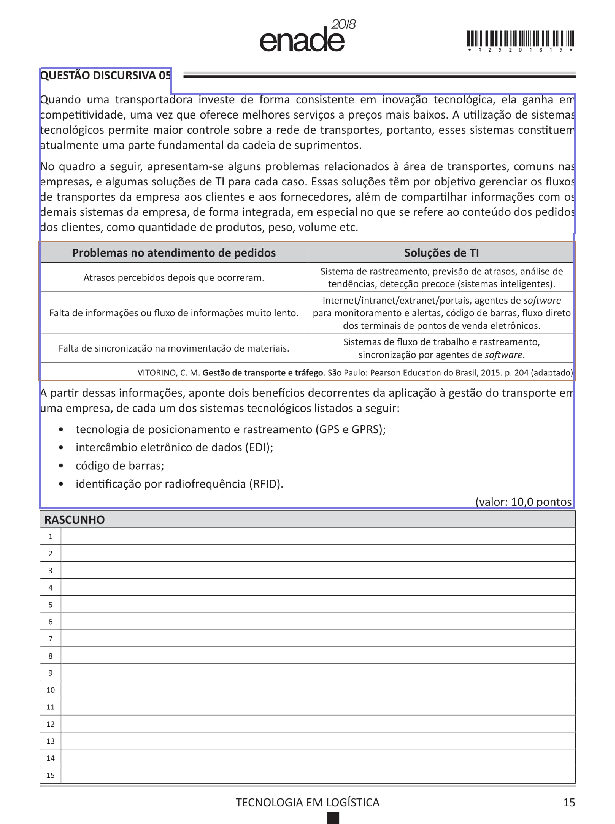 enade 2018
*R2520181 5*
QUESTÃO DISCURSIVA 05
Quando uma transportadora investe de forma consistente em inovação tecnológica, ela ganha em
competitividade, uma vez que oferece melhores serviços a preços mais baixos. A utilização de sistemas
tecnológicos permite maior controle sobre a rede de transportes, portanto, esses sistemas constituem
atualmente uma parte fundamental da cadeia de suprimentos.
No quadro a seguir, apresentam-se alguns problemas relacionados à área de transportes, comuns nas
empresas, e algumas soluções de TI para cada caso. Essas soluções têm por objetivo gerenciar os fluxos
de transportes da empresa aos clientes e aos fornecedores, além de compartilhar informações com os
demais sistemas da empresa, de forma integrada, em especial no que se refere ao conteúdo dos pedidos
dos clientes, como quantidade de produtos, peso, volume etc.
Problemas no atendimento de pedidos
Soluções de TI
Atrasos percebidos depois que ocorreram.
Sistema de rastreamento, previsão de atrasos, análise de
tendências, detecção precoce (sistemas inteligentes).
Falta de informações ou fluxo de informações muito lento.
Internet/intranet/extranet/portais, agentes de software
para monitoramento e alertas, código de barras, fluxo direto
dos terminais de pontos de venda eletrônicos.
Falta de sincronização na movimentação de materiais.
Sistemas de fluxo de trabalho e rastreamento,
sincronização por agentes de software.
VITORINO, C. M. Gestão de transporte e tráfego. São Paulo: Pearson Education do Brasil, 2015. p. 204 (adaptado)
A partir dessas informações, aponte dois benefícios decorrentes da aplicação à gestão do transporte em
uma empresa, de cada um dos sistemas tecnológicos listados a seguir:
• tecnologia de posicionamento e rastreamento (GPS e GPRS);
• intercâmbio eletrônico de dados (EDI);
• código de barras;
• identificação por radiofrequência (RFID).
(valor: 10,0 pontos)
RASCUNHO
1
2
3
4
5
6
7
8
9
10
11
12
13
14
15
TECNOLOGIA EM LOGÍSTICA
15